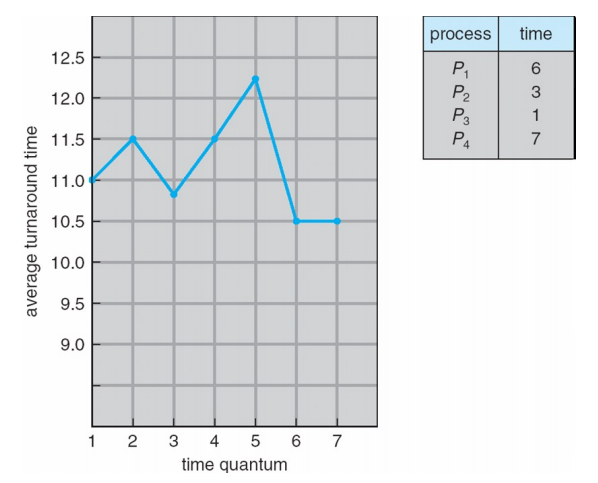 average turnaround time
12.5
12.0
11.5
11.0
10.5
10.0
9.5
9.0
1 2 3 4 5 6 7
time quantum
process time
P1 6
P2 3
P3 1
P4 7